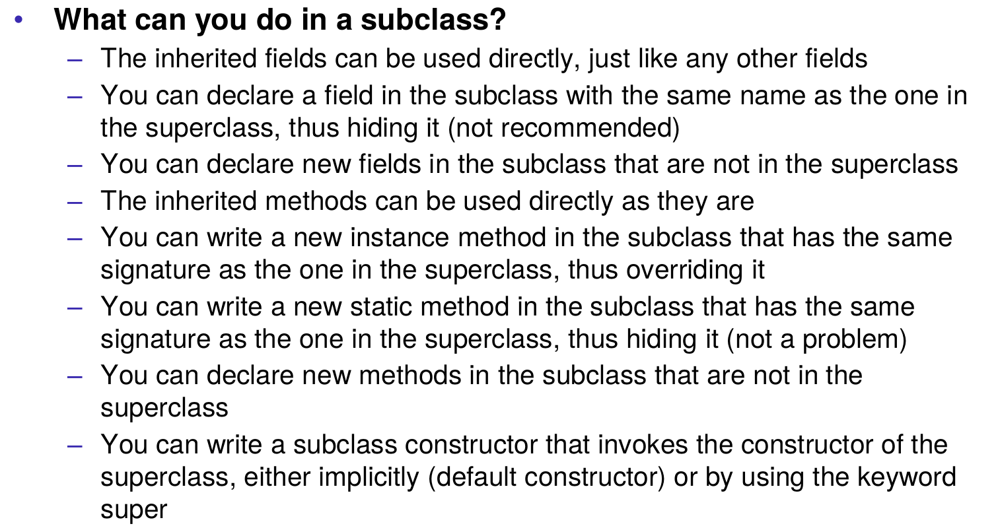 • What can you do in a subclass?
– The inherited fields can be used directly, just like any other fields
– You can declare a field in the subclass with the same name as the one in
the superclass, thus hiding it (not recommended)
– You can declare new fields in the subclass that are not in the superclass
– The inherited methods can be used directly as they are
– You can write a new instance method in the subclass that has the same
signature as the one in the superclass, thus overriding it
– You can write a new static method in the subclass that has the same
signature as the one in the superclass, thus hiding it (not a problem)
– You can declare new methods in the subclass that are not in the
superclass
– You can write a subclass constructor that invokes the constructor of the
superclass, either implicitly (default constructor) or by using the keyword
super